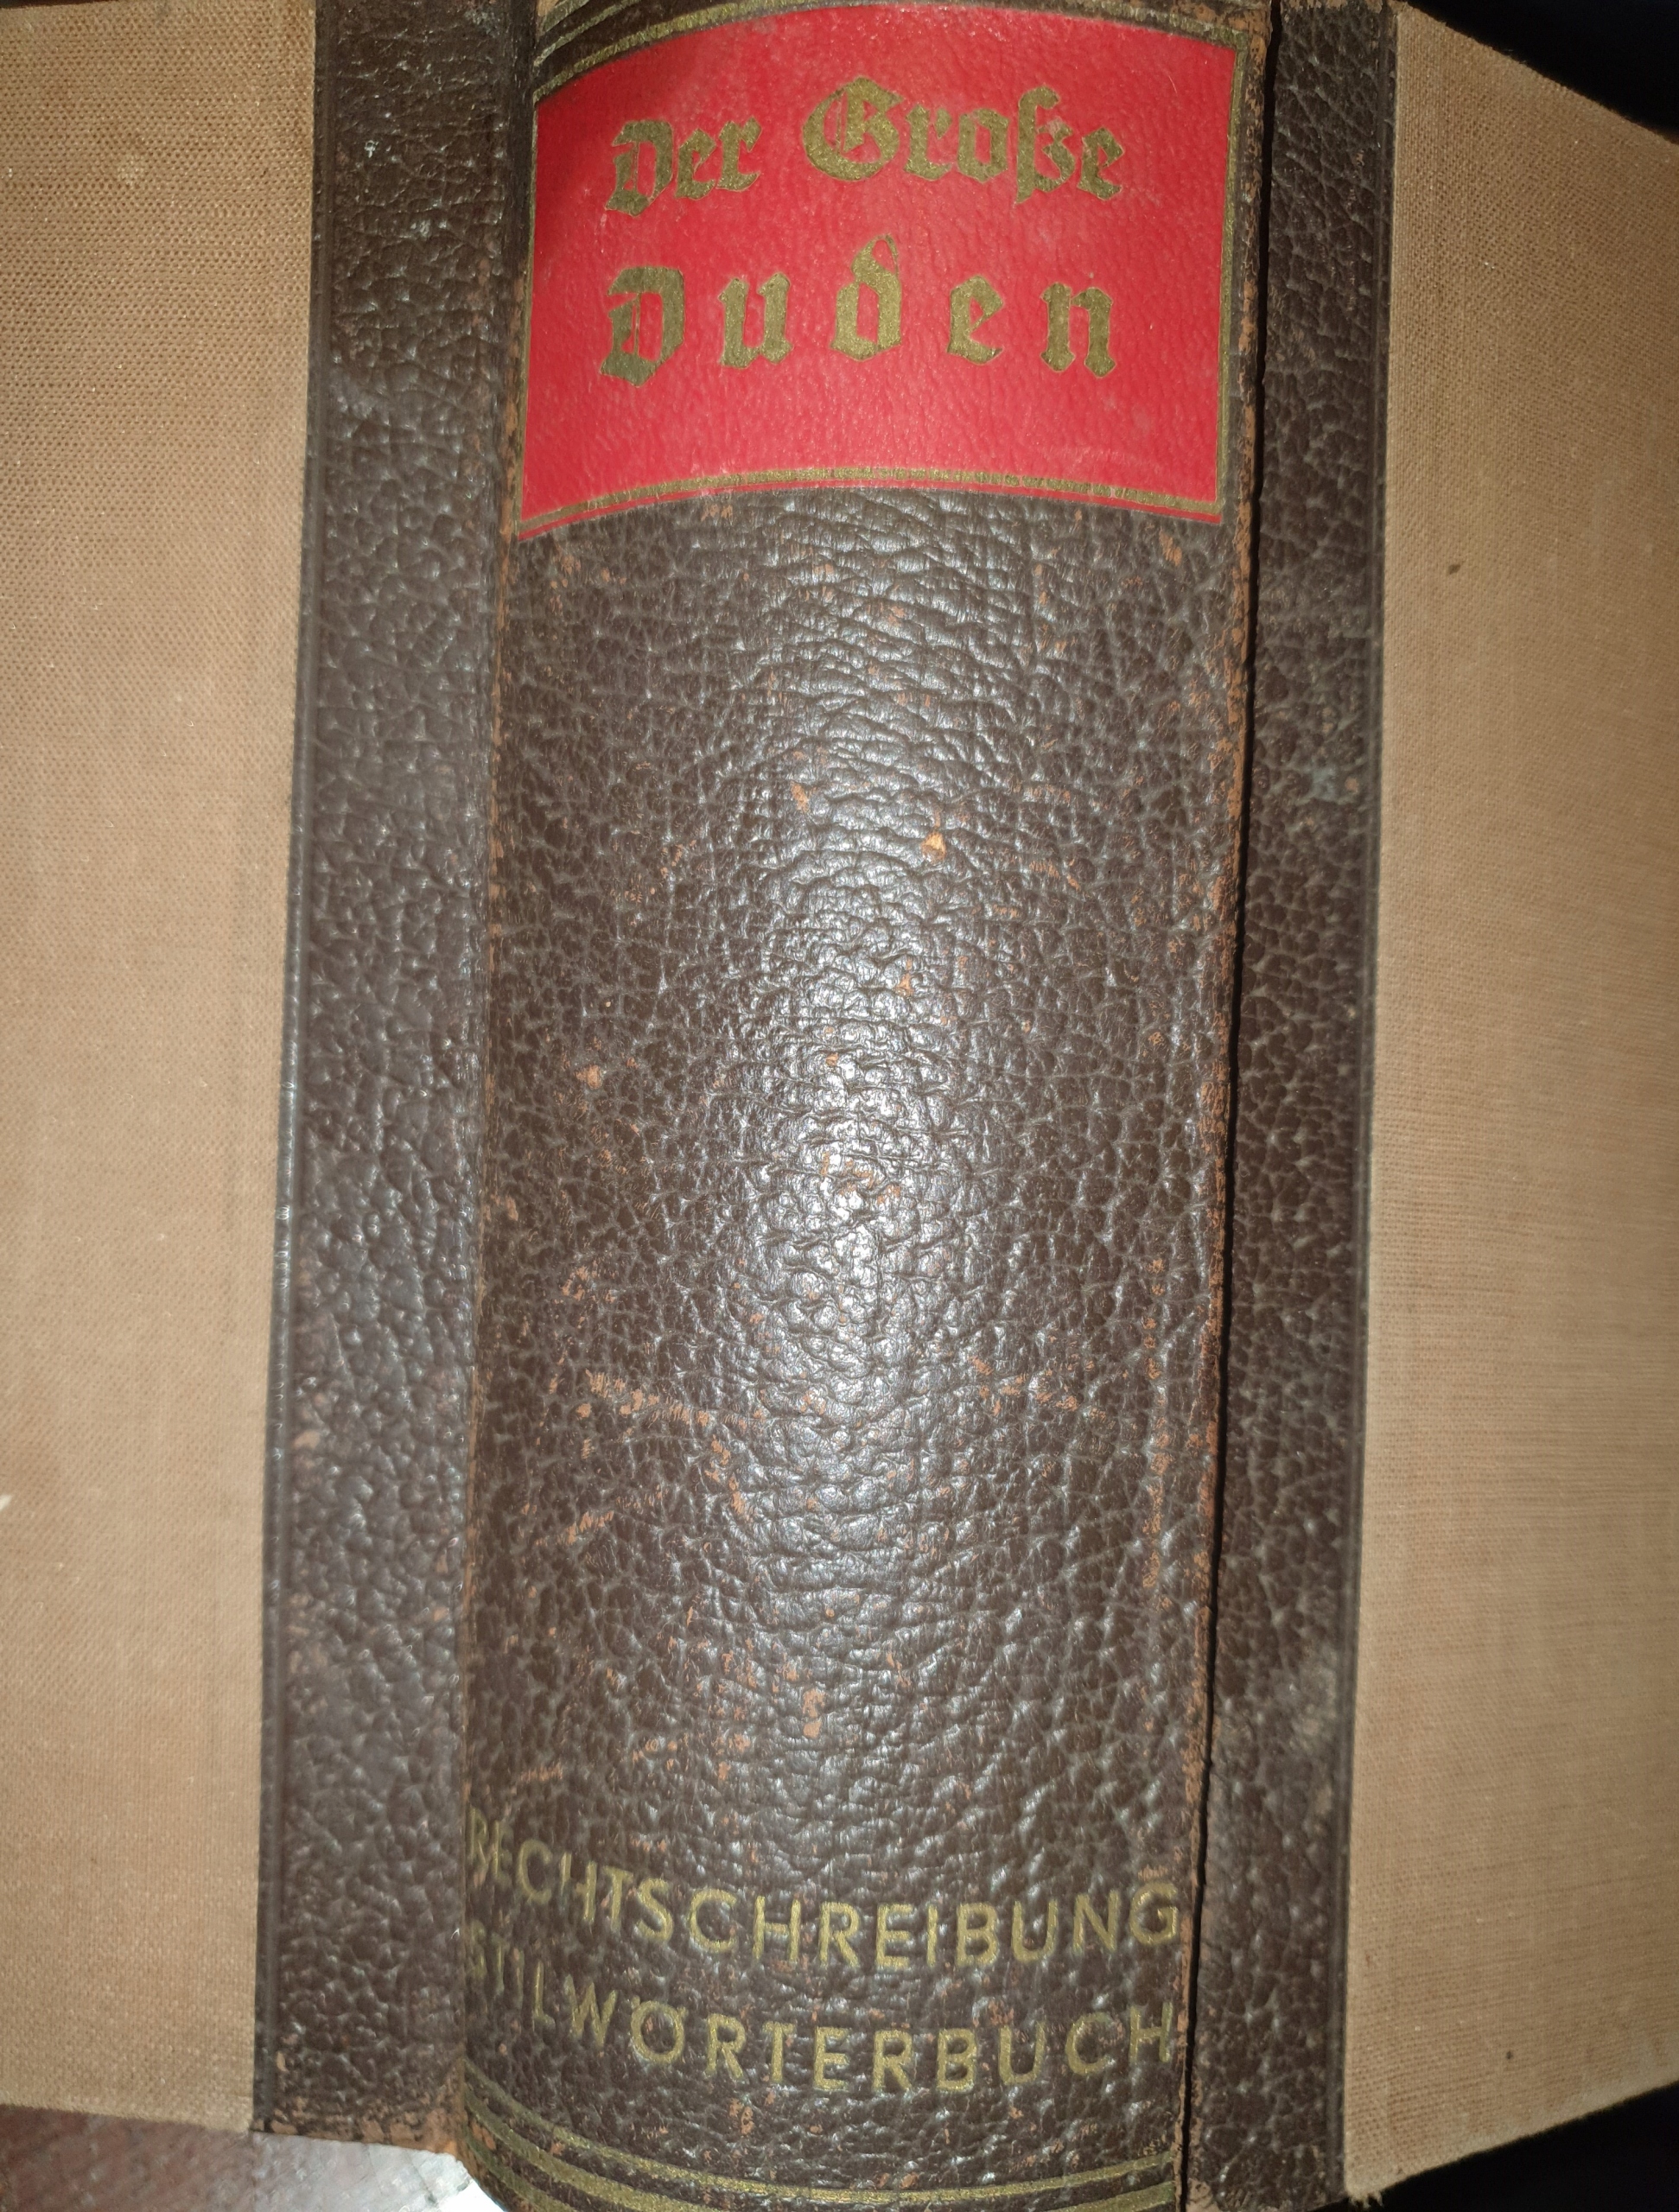 Der Große
Duden
RECHTSCHREIBUNG
STILWÖRTERBUCH